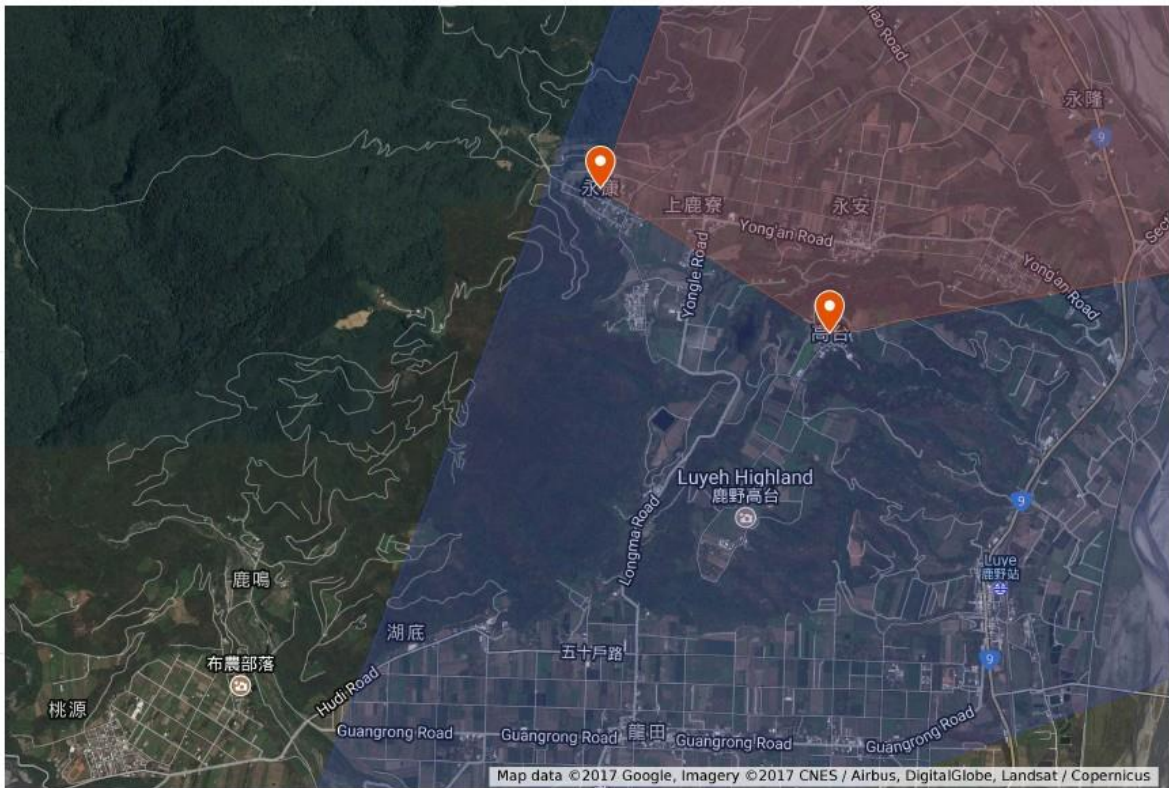 永隆
9
永康
上鹿寮
永安
Yong'an Road
Yong'an Road
Yongle Road
高台
Luyeh Highland
鹿野高台
9
Longma Road
Luye
鹿野站
鹿鳴
湖底
五十戶路
布農部落
9
Hudi Road
桃源
Guangrong Road
Guangrong Road
龍田
Guangrong Road
Guangrong Road
Map data ©2017 Google, Imagery ©2017 CNES / Airbus, DigitalGlobe, Landsat / Copernicus